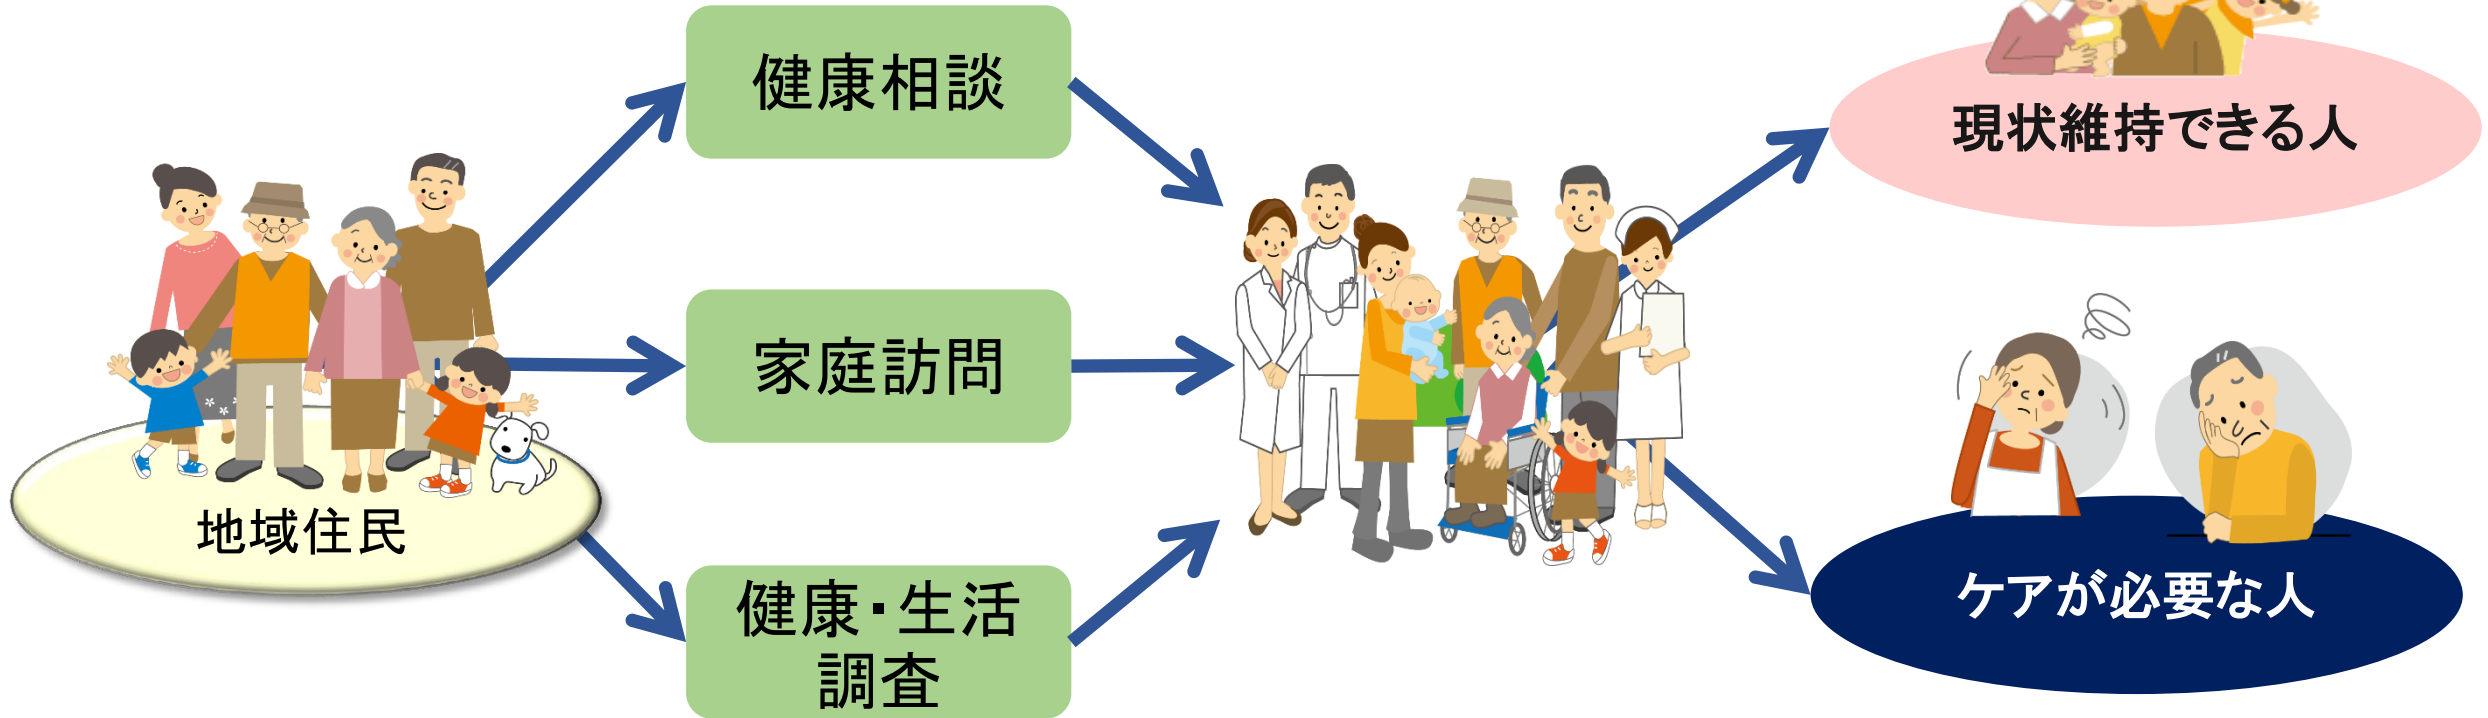 地域住民
健康相談
家庭訪問
健康・生活
調査
現状維持できる人
ケアが必要な人